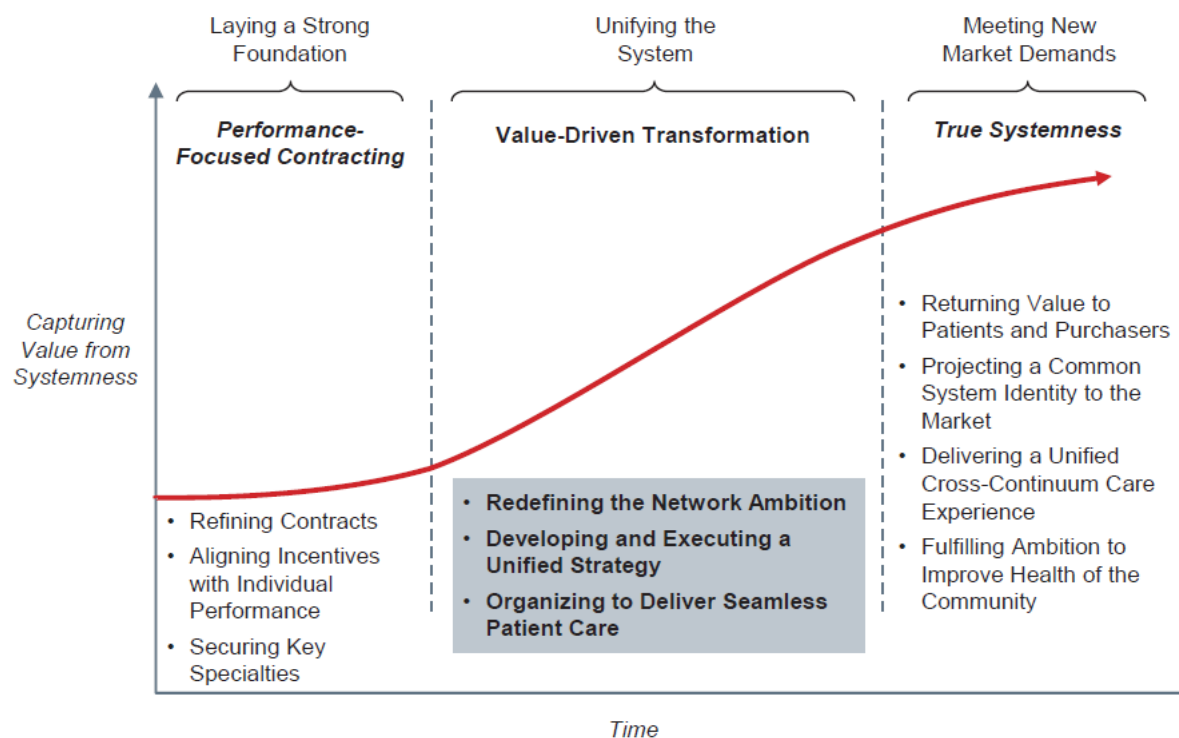 Laying a Strong
Foundation
Unifying the
System
Meeting New
Market Demands
Performance-
Focused Contracting
Value-Driven Transformation
True Systemness
Capturing
Value from
Systemness
• Refining Contracts
• Aligning Incentives
with Individual
Performance
• Securing Key
Specialties
• Redefining the Network Ambition
• Developing and Executing a
Unified Strategy
• Organizing to Deliver Seamless
Patient Care
• Returning Value to
Patients and Purchasers
• Projecting a Common
System Identity to the
Market
• Delivering a Unified
Cross-Continuum Care
Experience
• Fulfilling Ambition to
Improve Health of the
Community
Time